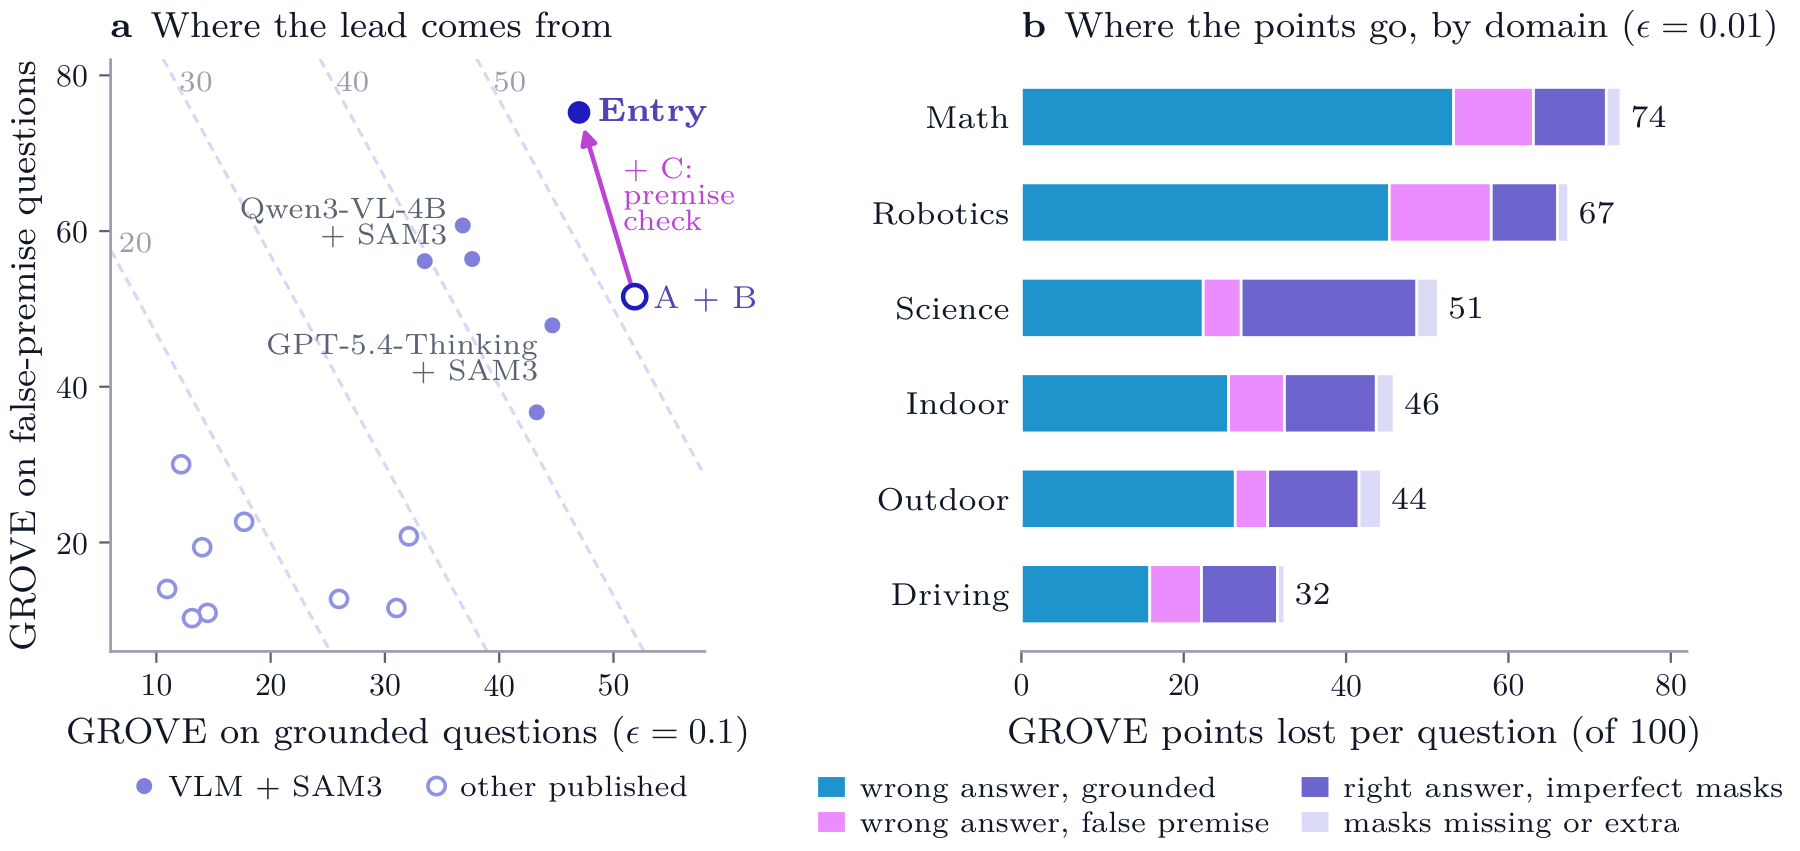 a Where the lead comes from
GROVE on false-premise questions
80
60
40
20
20
30
40
50
Entry
+ C:
premise
check
A + B
Qwen3-VL-4B
+ SAM3
GPT-5.4-Thinking
+ SAM3
10 20 30 40 50
GROVE on grounded questions (ϵ = 0.1)
VLM + SAM3 other published
b Where the points go, by domain (ϵ = 0.01)
Math 74
Robotics 67
Science 51
Indoor 46
Outdoor 44
Driving 32
0 20 40 60 80
GROVE points lost per question (of 100)
wrong answer, grounded right answer, imperfect masks
wrong answer, false premise masks missing or extra